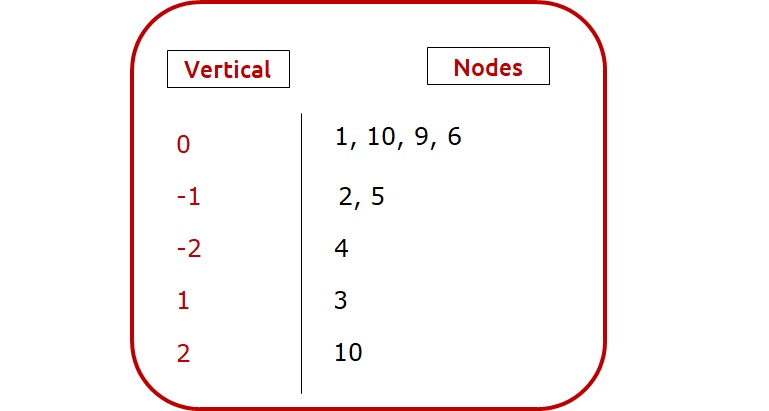 Vertical Nodes
0 1, 10, 9, 6
-1 2, 5
-2 4
1 3
2 10